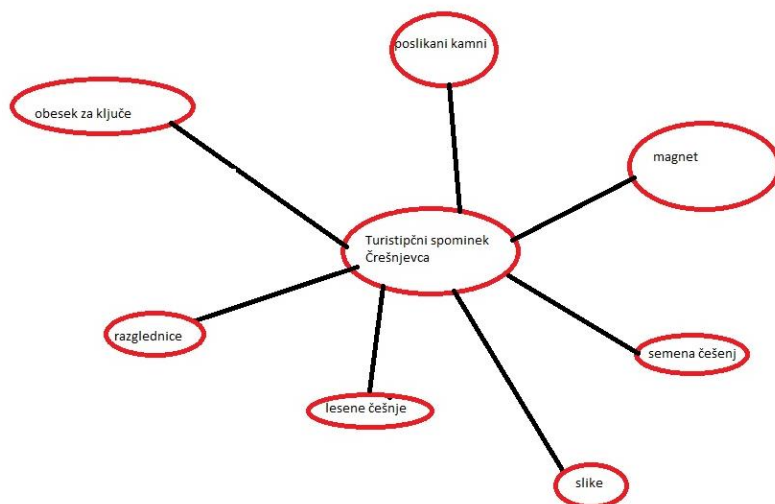 poslikani kamni
obesek za ključe
magnet
Turistipčni spominek
Črešnjevca
razglednice
semena češenj
lesene češnje
slike